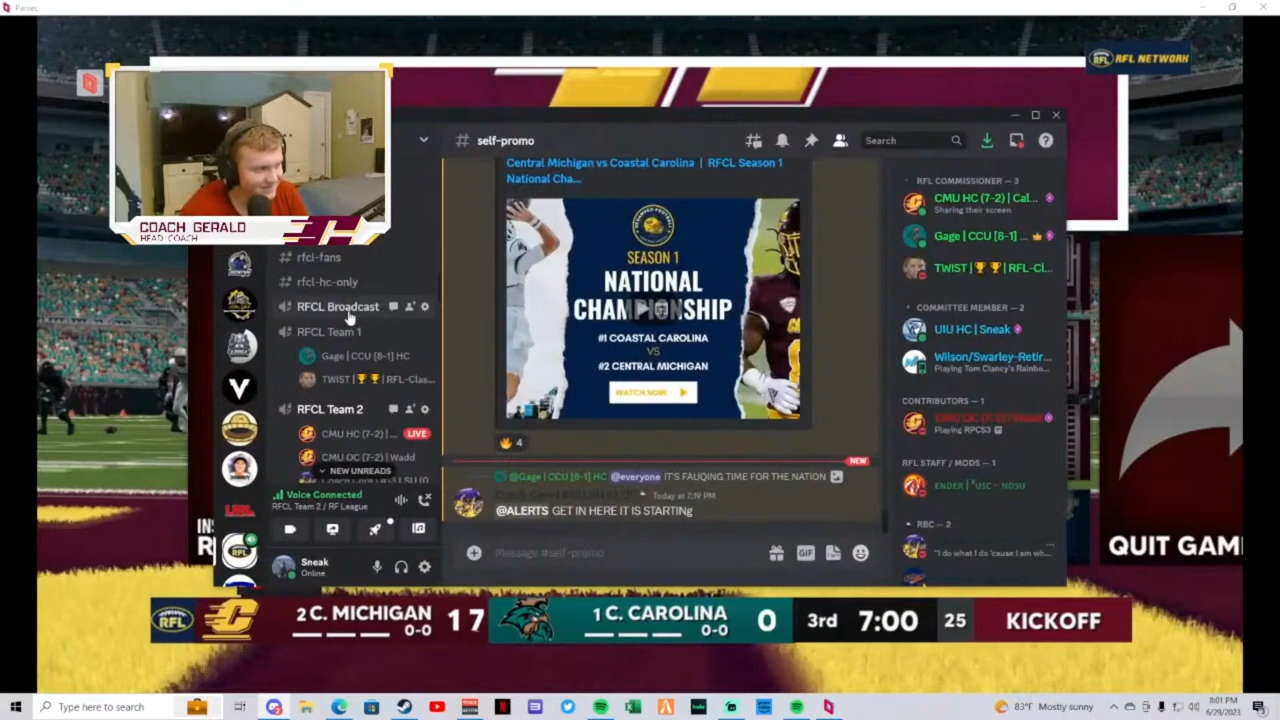 Parsec
RFL NETWORK
# self-promo
Search
Central Michigan vs Coastal Carolina | RFCL Season 1
National Cha...
SEASON 1
NATIONAL
CHAMPIONSHIP
#1 COASTAL CAROLINA
VS
#2 CENTRAL MICHIGAN
WATCH NOW
4
NEW
@Gage | CCU [8-1] HC @everyone IT'S FAUQING TIME FOR THE NATION
Today at 7:19 PM
@ALERTS GET IN HERE IT IS STARTINg
Message #self-promo
GIF
COACH GERALD
HEAD COACH
# rfcl-fans
# rfcl-hc-only
RFCL Broadcast
RFCL Team 1
Gage | CCU [8-1] HC
TWIST | RFL-Clas...
RFCL Team 2
CMU HC (7-2) |... LIVE
CMU OC (7-2) | Wadd
NEW UNREADS
Voice Connected
RFCL Team 2 / RF League
Sneak
Online
RFL COMMISSIONER — 3
CMU HC (7-2) | Cal...
Sharing their screen
Gage | CCU [8-1] ...
TWIST | RFL-Cl...
COMMITTEE MEMBER — 2
UIU HC | Sneak
Wilson/Swarley-Retir...
Playing Tom Clancy's Rainbo...
CONTRIBUTORS — 1
Playing RPCS3
RFL STAFF / MODS — 1
ENDER | USC - NDSU
RBC — 2
"I do what I do 'cause I am wh...
QUIT GAM
RFL
2 C. MICHIGAN
0-0
17
1 C. CAROLINA
0-0
0
3rd
7:00
25
KICKOFF
Type here to search
83°F Mostly sunny
8:01 PM
6/29/2023